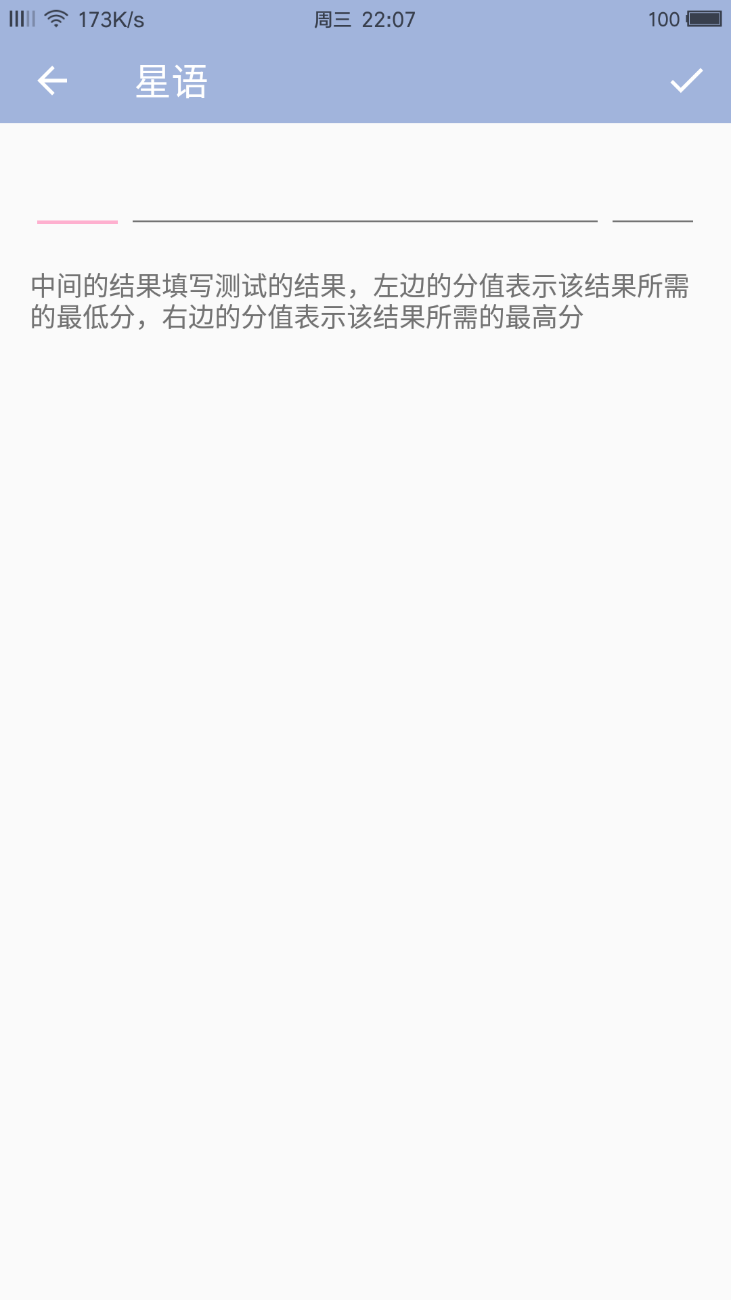 173K/s 周三 22:07 100
星语
中间的结果填写测试的结果，左边的分值表示该结果所需
的最低分，右边的分值表示该结果所需的最高分